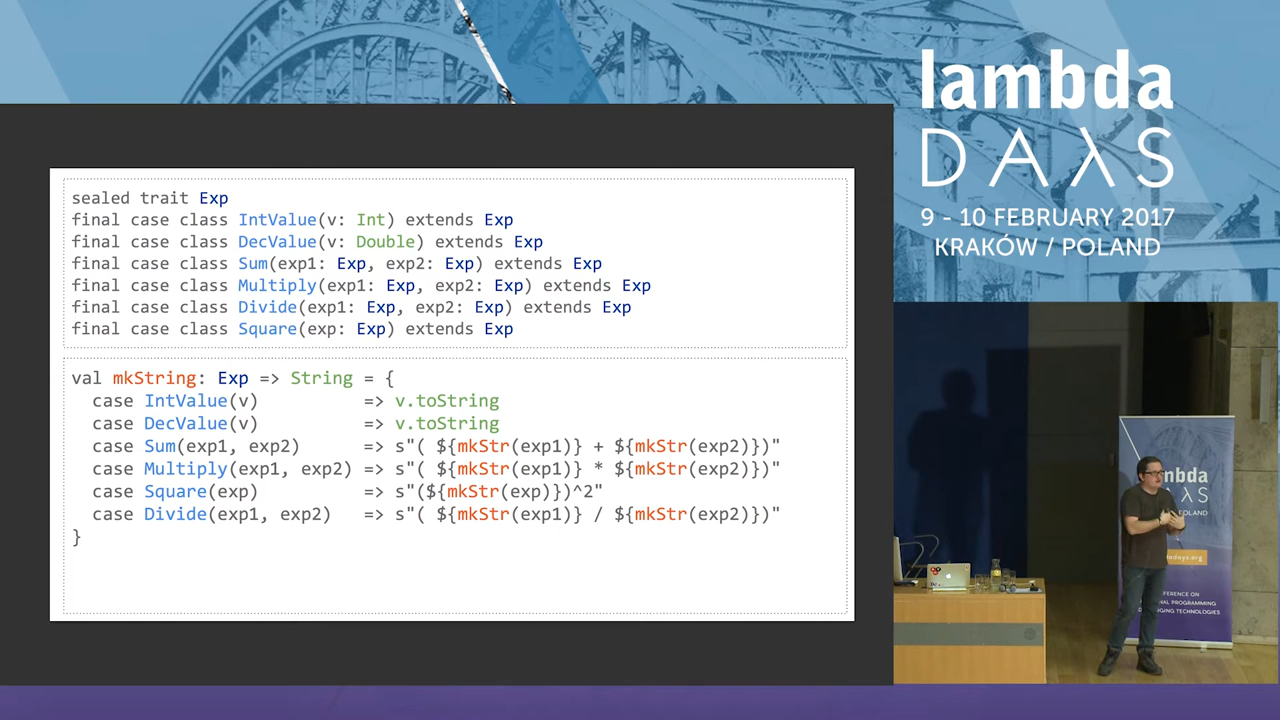 lambda
DAλS
9 - 10 FEBRUARY 2017
KRAKÓW / POLAND
sealed trait Exp
final case class IntValue(v: Int) extends Exp
final case class DecValue(v: Double) extends Exp
final case class Sum(exp1: Exp, exp2: Exp) extends Exp
final case class Multiply(exp1: Exp, exp2: Exp) extends Exp
final case class Divide(exp1: Exp, exp2: Exp) extends Exp
final case class Square(exp: Exp) extends Exp
val mkString: Exp => String = {
  case IntValue(v)           => v.toString
  case DecValue(v)           => v.toString
  case Sum(exp1, exp2)       => s"( ${mkStr(exp1)} + ${mkStr(exp2)})"
  case Multiply(exp1, exp2) => s"( ${mkStr(exp1)} * ${mkStr(exp2)})"
  case Square(exp)           => s"(${mkStr(exp)})^2"
  case Divide(exp1, exp2)    => s"( ${mkStr(exp1)} / ${mkStr(exp2)})"
}